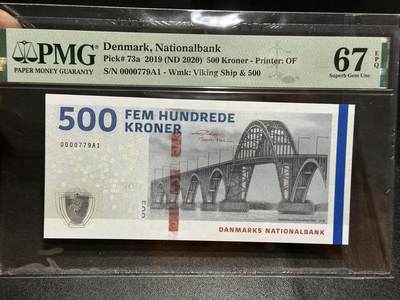 PMG
PAPER MONEY GUARANTY
Denmark, Nationalbank
Pick# 73a 2019 (ND 2020) 500 Kroner - Printer: OF
S/N 0000779A1 - Wmk: Viking Ship & 500
67 EPQ
Superb Gem Unc
500 FEM HUNDREDE
KRONER
0000779A1
500
DANMARKS NATIONALBANK